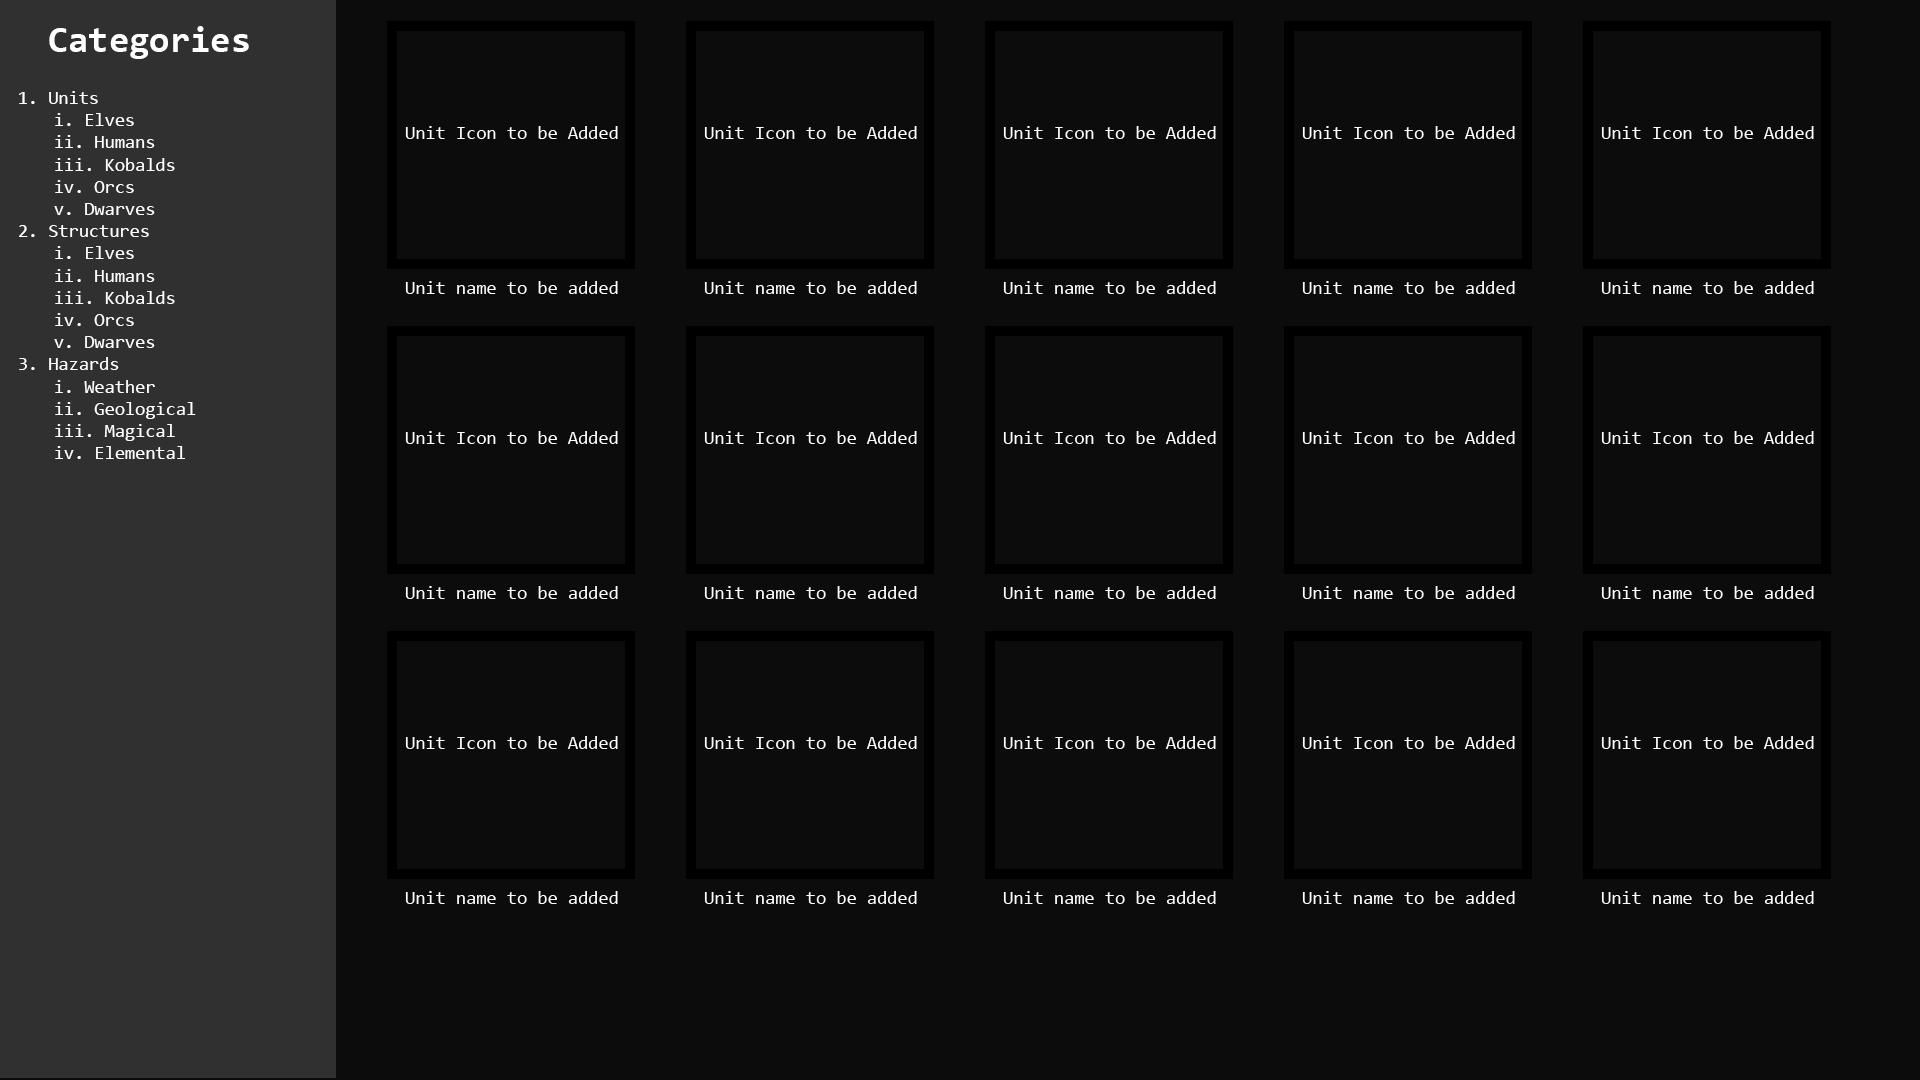 Categories
1. Units
i. Elves
ii. Humans
iii. Kobalds
iv. Orcs
v. Dwarves
2. Structures
i. Elves
ii. Humans
iii. Kobalds
iv. Orcs
v. Dwarves
3. Hazards
i. Weather
ii. Geological
iii. Magical
iv. Elemental
Unit Icon to be Added Unit Icon to be Added Unit Icon to be Added Unit Icon to be Added Unit Icon to be Added
Unit name to be added Unit name to be added Unit name to be added Unit name to be added Unit name to be added
Unit Icon to be Added Unit Icon to be Added Unit Icon to be Added Unit Icon to be Added Unit Icon to be Added
Unit name to be added Unit name to be added Unit name to be added Unit name to be added Unit name to be added
Unit Icon to be Added Unit Icon to be Added Unit Icon to be Added Unit Icon to be Added Unit Icon to be Added
Unit name to be added Unit name to be added Unit name to be added Unit name to be added Unit name to be added